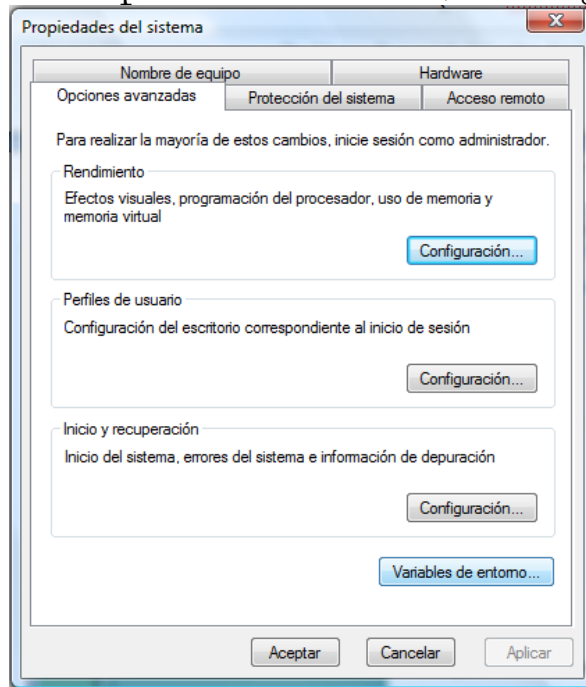 Propiedades del sistema
Nombre de equipo
Hardware
Opciones avanzadas
Protección del sistema
Acceso remoto
Para realizar la mayoría de estos cambios, inicie sesión como administrador.
Rendimiento
Efectos visuales, programación del procesador, uso de memoria y
memoria virtual
Configuración...
Perfiles de usuario
Configuración del escritorio correspondiente al inicio de sesión
Configuración...
Inicio y recuperación
Inicio del sistema, errores del sistema e información de depuración
Configuración...
Variables de entorno...
Aceptar
Cancelar
Aplicar